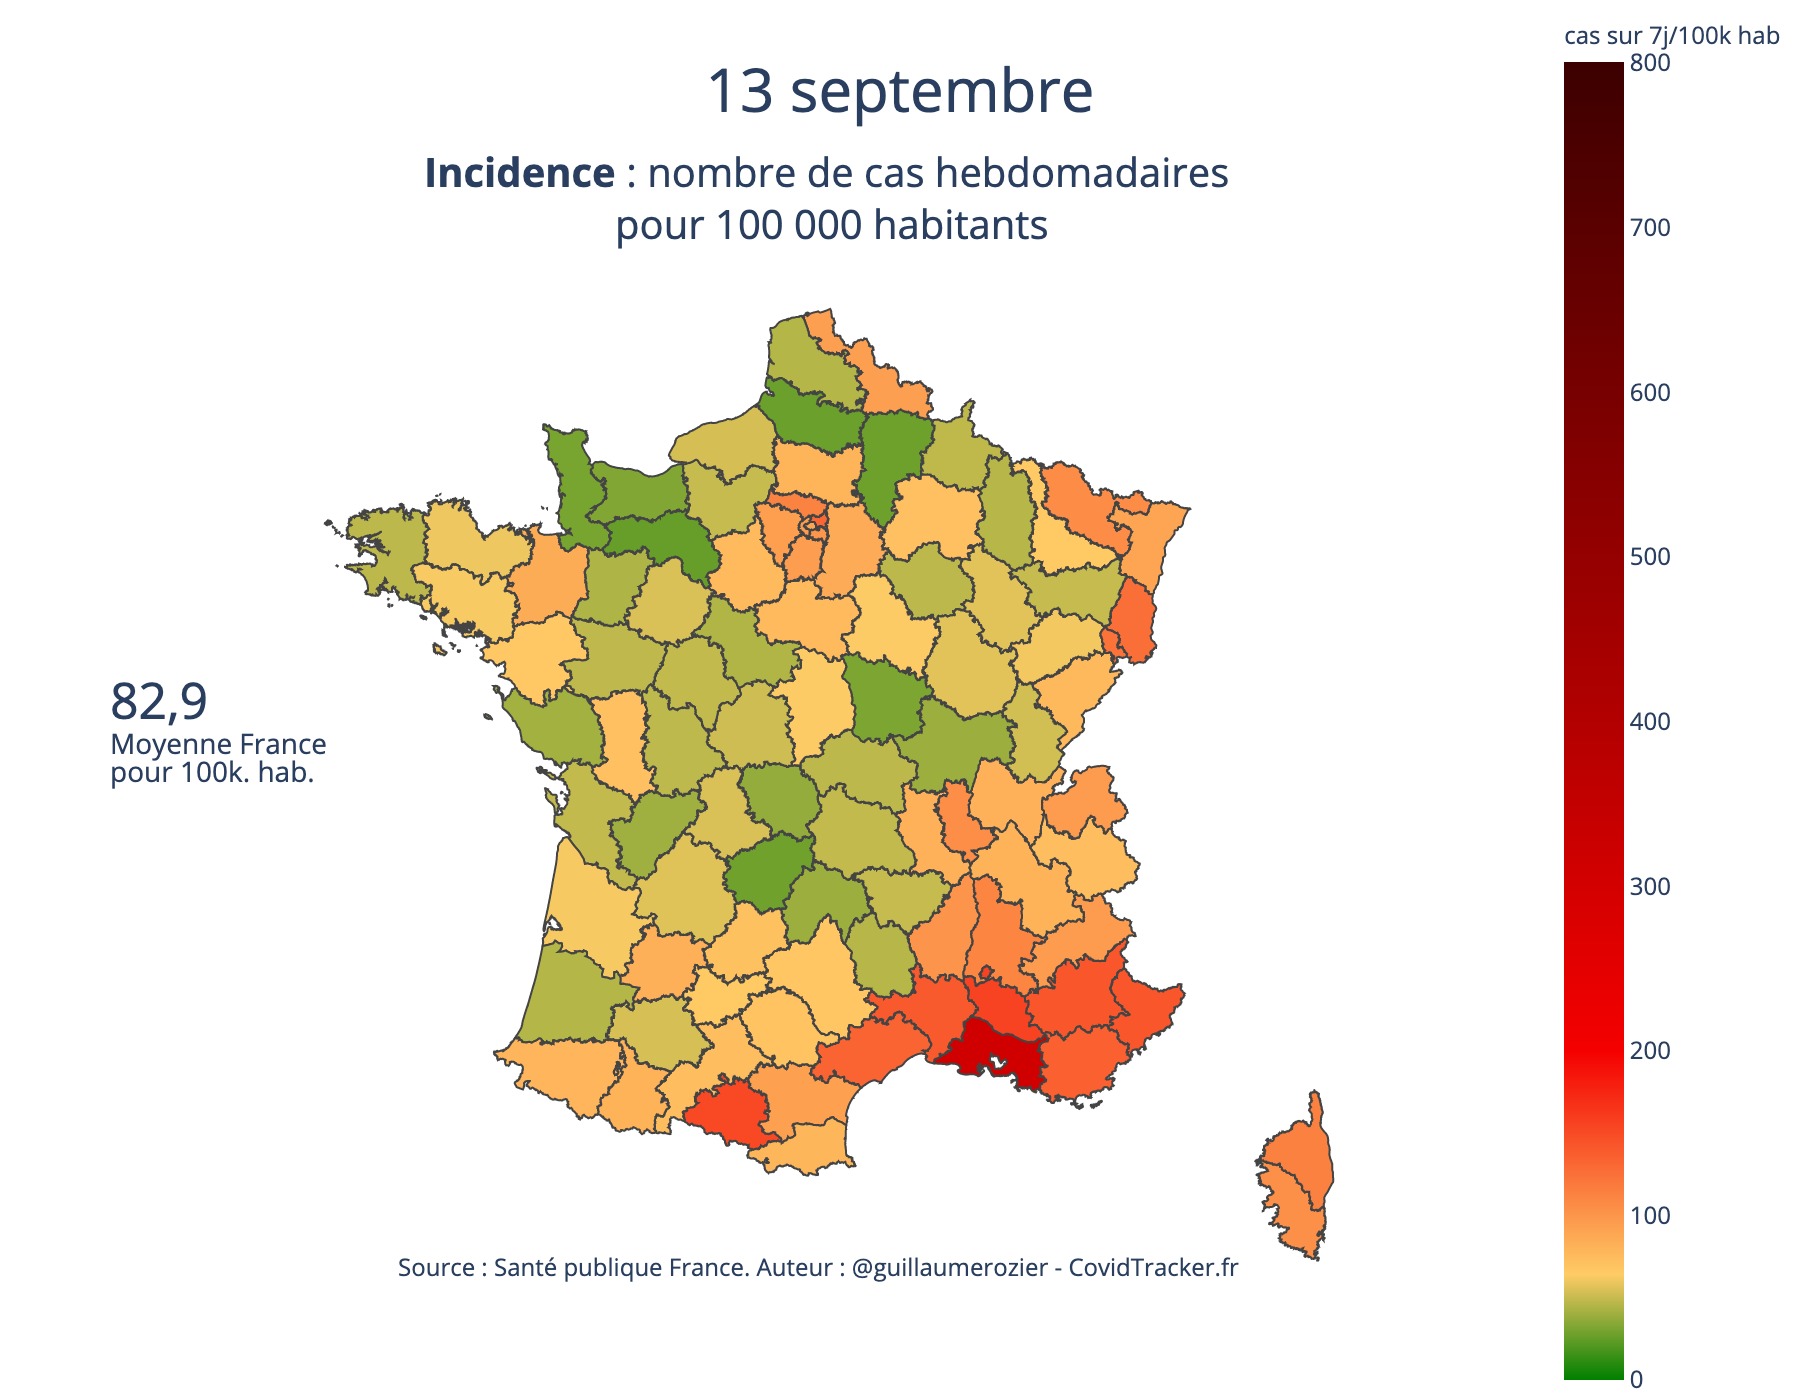 cas sur 7j/100k hab
13 septembre
Incidence : nombre de cas hebdomadaires
pour 100 000 habitants
800
700
600
500
400
300
200
100
0
82,9
Moyenne France
pour 100k. hab.
Source : Santé publique France. Auteur : @guillaumerozier - CovidTracker.fr